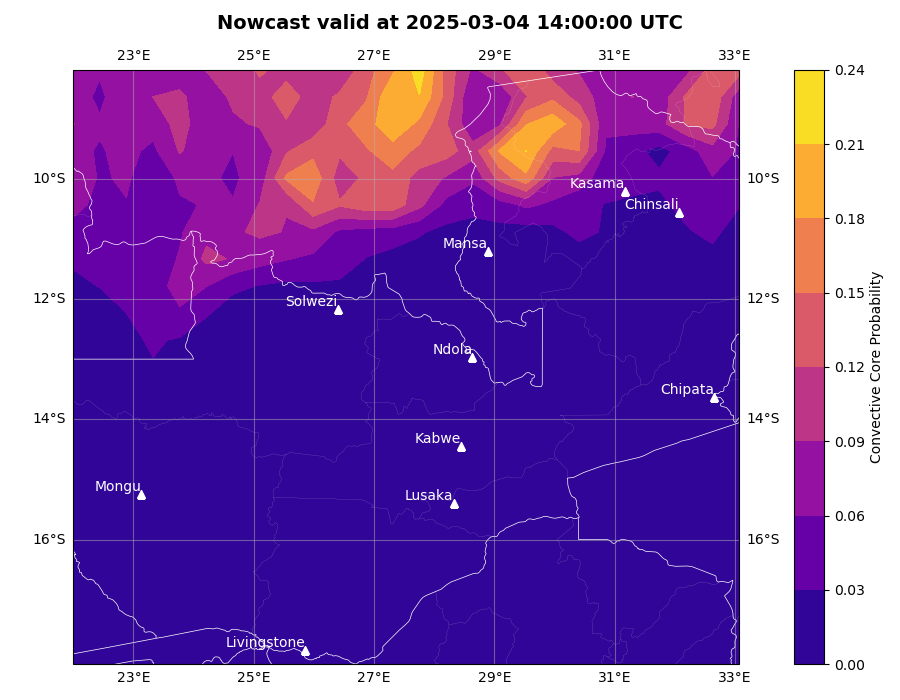 Nowcast valid at 2025-03-04 14:00:00 UTC
23°E 25°E 27°E 29°E 31°E 33°E
0.24
0.21
10°S Kasama 10°S
Chinsali
0.18
Mansa
0.15
12°S Solwezi 12°S
Ndola
0.12
Chipata
14°S 14°S
Kabwe
0.09
Mongu
Lusaka
0.06
16°S 16°S
0.03
Livingstone
0.00
23°E 25°E 27°E 29°E 31°E 33°E
Convective Core Probability